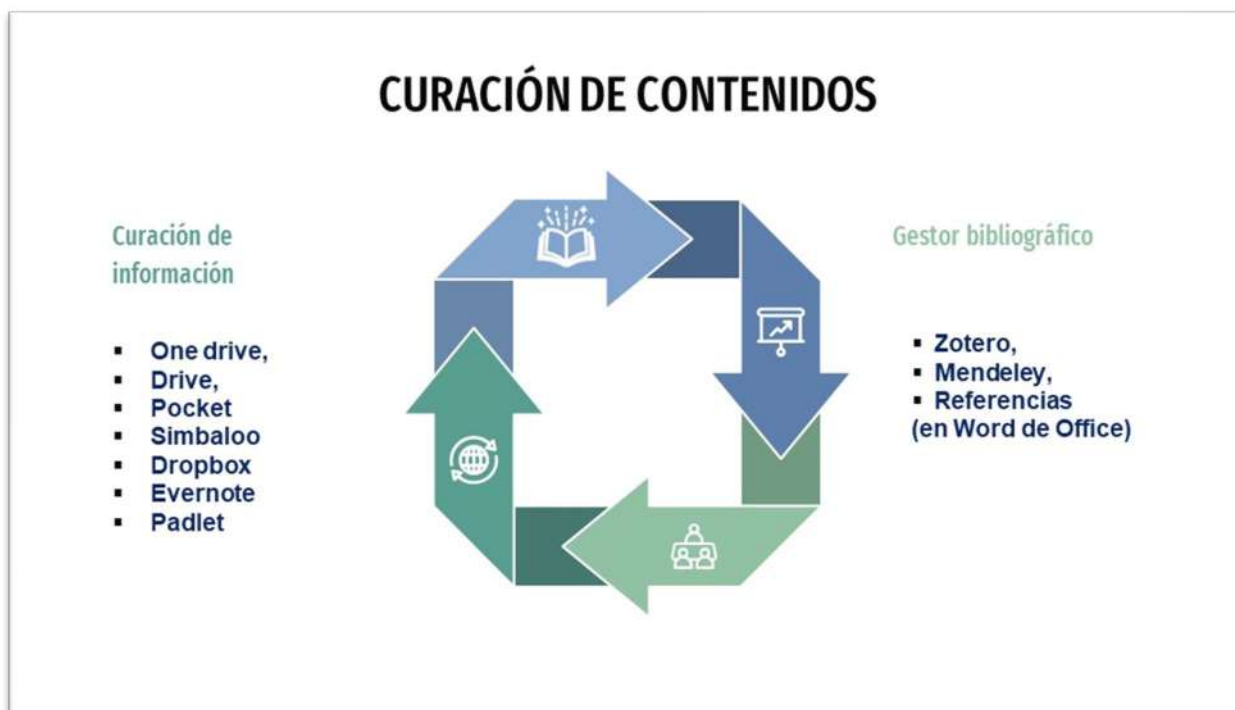 CURACIÓN DE CONTENIDOS
Curación de
información
▪ One drive,
▪ Drive,
▪ Pocket
▪ Simbaloo
▪ Dropbox
▪ Evernote
▪ Padlet
Gestor bibliográfico
▪ Zotero,
▪ Mendeley,
▪ Referencias
(en Word de Office)